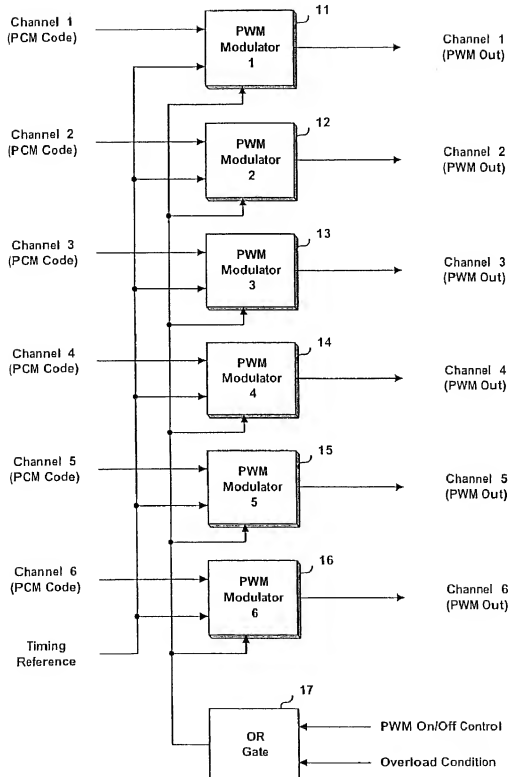 Channel 1
(PCM Code)
PWM
Modulator
1
11
Channel 1
(PWM Out)
Channel 2
(PCM Code)
PWM
Modulator
2
12
Channel 2
(PWM Out)
Channel 3
(PCM Code)
PWM
Modulator
3
13
Channel 3
(PWM Out)
Channel 4
(PCM Code)
PWM
Modulator
4
14
Channel 4
(PWM Out)
Channel 5
(PCM Code)
PWM
Modulator
5
15
Channel 5
(PWM Out)
Channel 6
(PCM Code)
PWM
Modulator
6
16
Channel 6
(PWM Out)
Timing
Reference
17
OR
Gate
PWM On/Off Control
Overload Condition